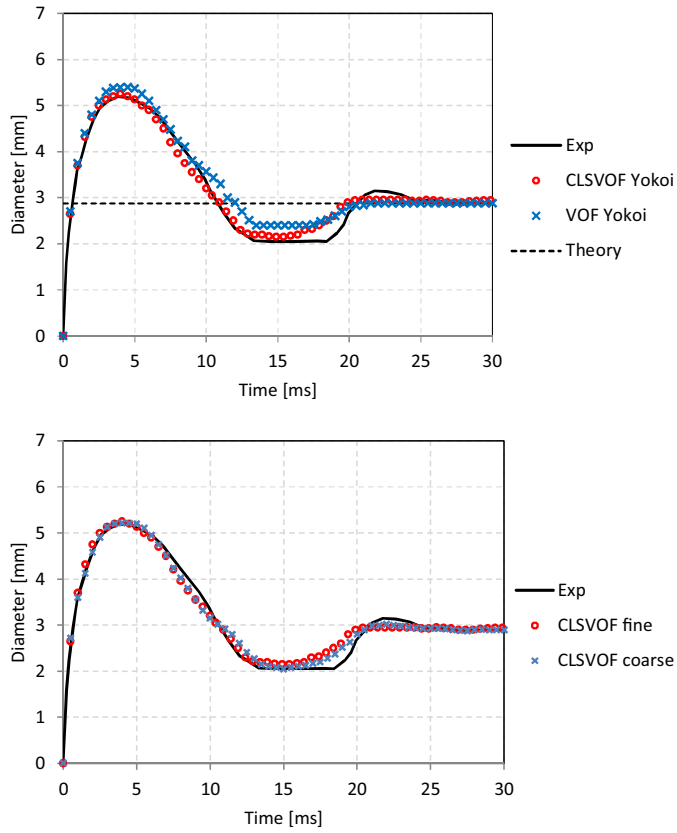 7
6
5
4
3
2
1
0
Diameter [mm]
0 5 10 15 20 25 30
Time [ms]
Exp
CLSVOF Yokoi
VOF Yokoi
Theory
7
6
5
4
3
2
1
0
Diameter [mm]
0 5 10 15 20 25 30
Time [ms]
Exp
CLSVOF fine
CLSVOF coarse